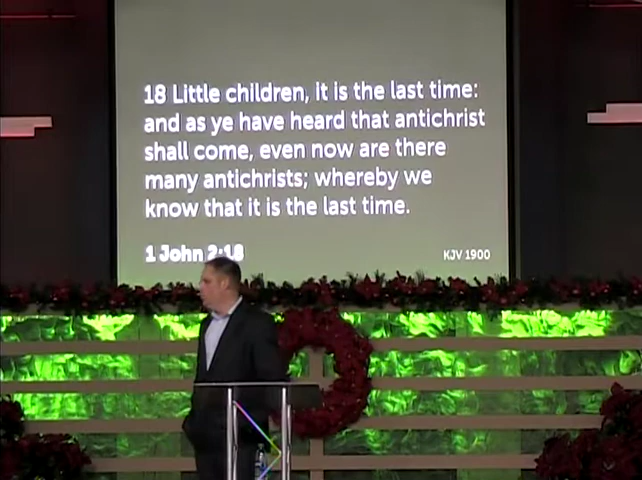 18 Little children, it is the last time:
and as ye have heard that antichrist
shall come, even now are there
many antichrists; whereby we
know that it is the last time.
1 John 2:18
KJV 1900